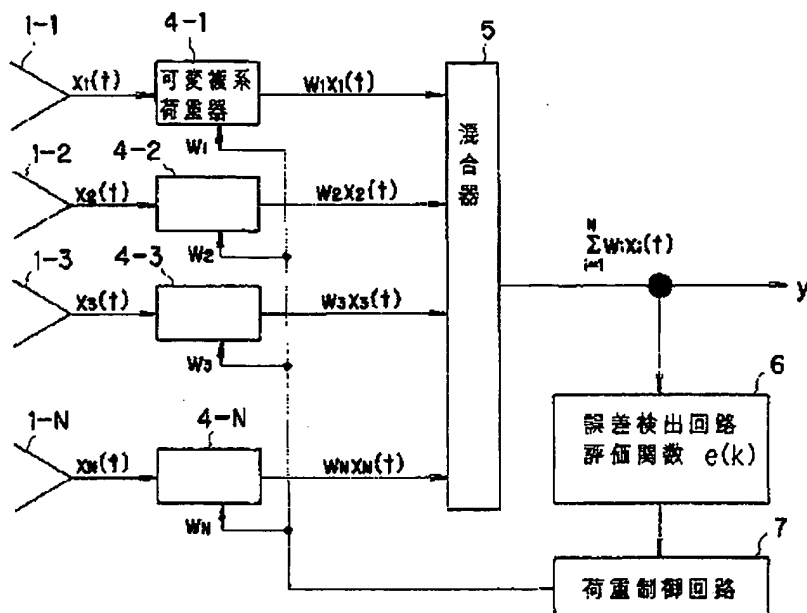 1-1
x1(t)
4-1
可変複系
荷重器
W1x1(t)
W1
5
混合器
1-2
x2(t)
4-2
W2x2(t)
W2
1-3
x3(t)
4-3
W3x3(t)
W3
1-N
xN(t)
4-N
WNxN(t)
WN
N
Σ Wixi(t)
i=1
y
6
誤差検出回路
評価関数 e(k)
7
荷重制御回路